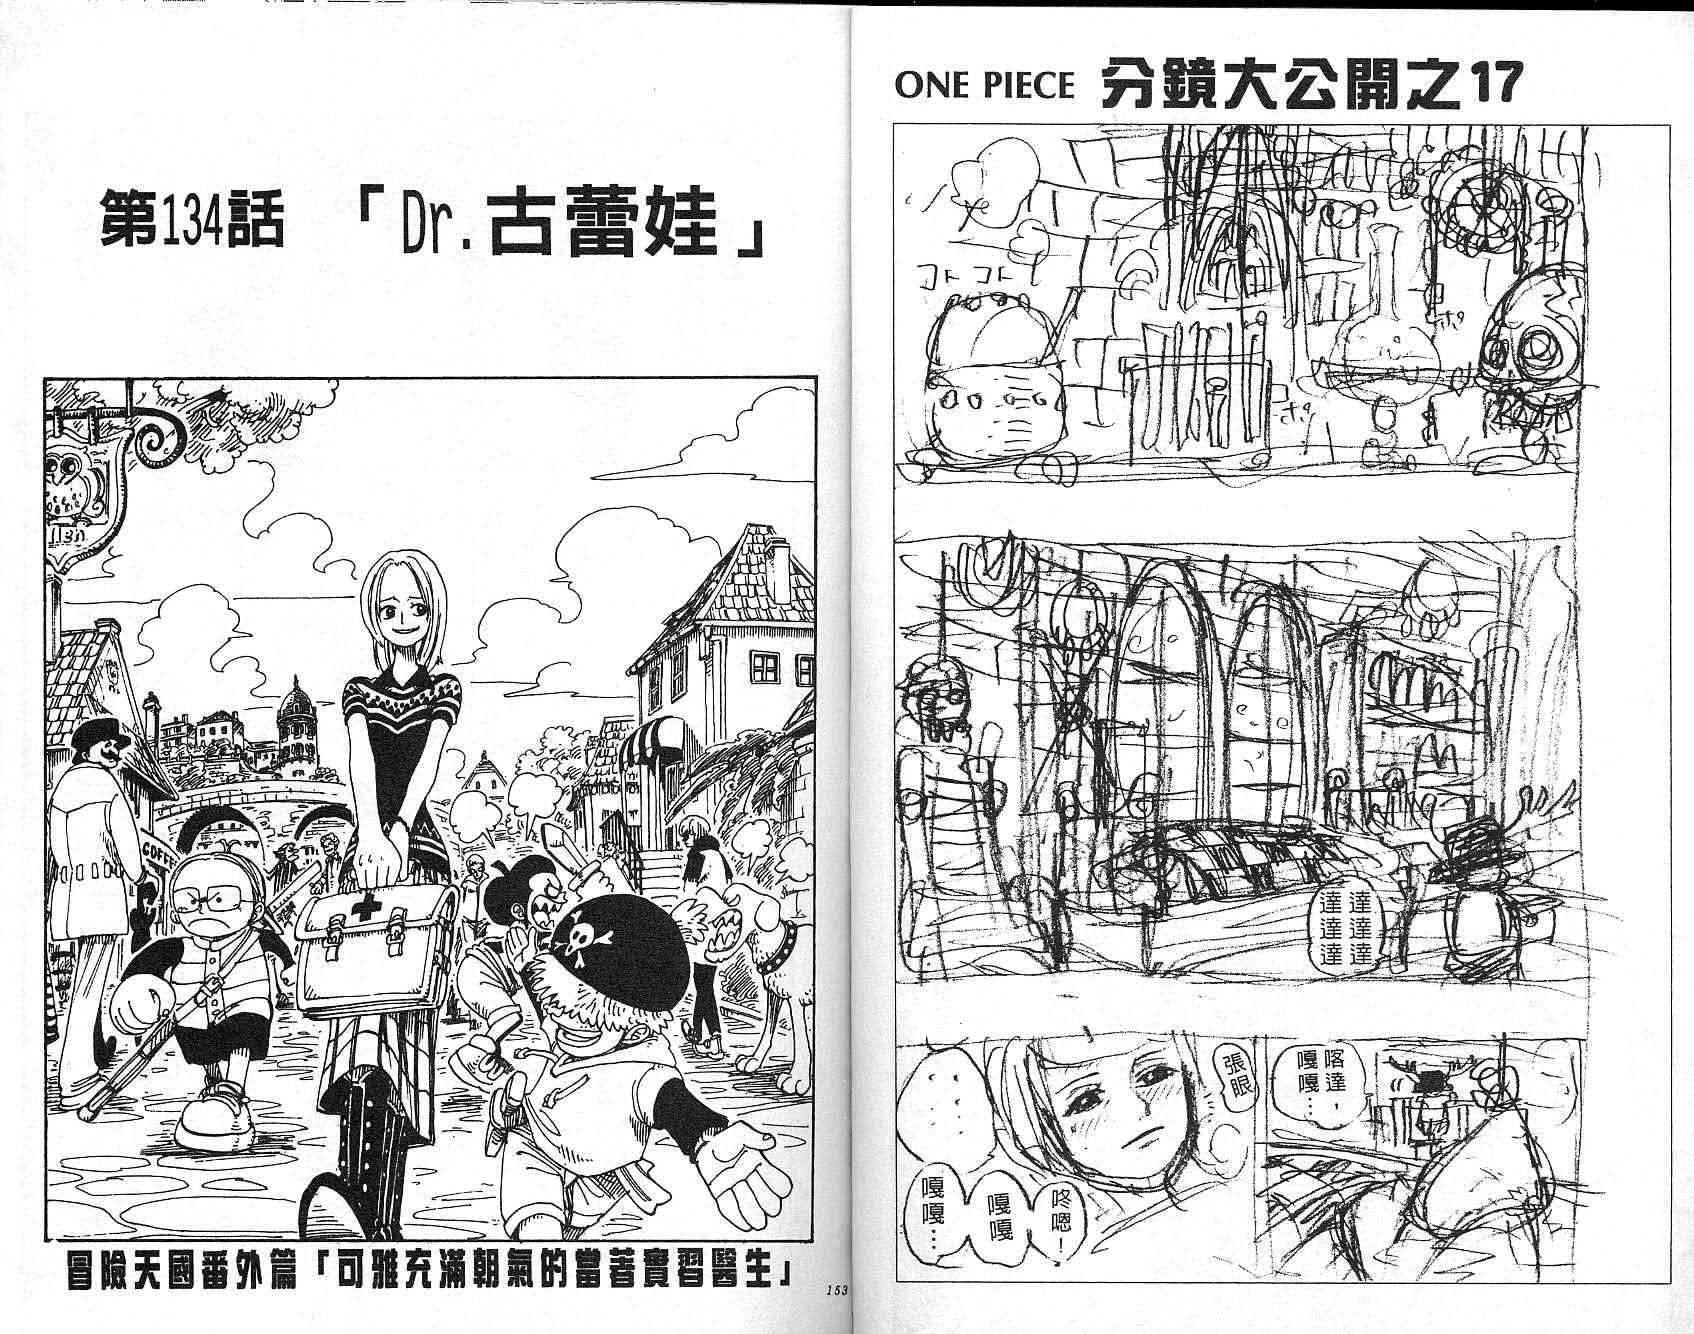 ONE PIECE 分鏡大公開之17
コトコト
ポ
ポ
達達達
達達達
喀達，
嘎嘎…
張眼
……
咚嗯！
嘎嘎
嘎嘎…
第134話 「Dr.古蕾娃」
COFFEE
冒險天國番外篇「可雅充滿朝氣的當著實習醫生」
153